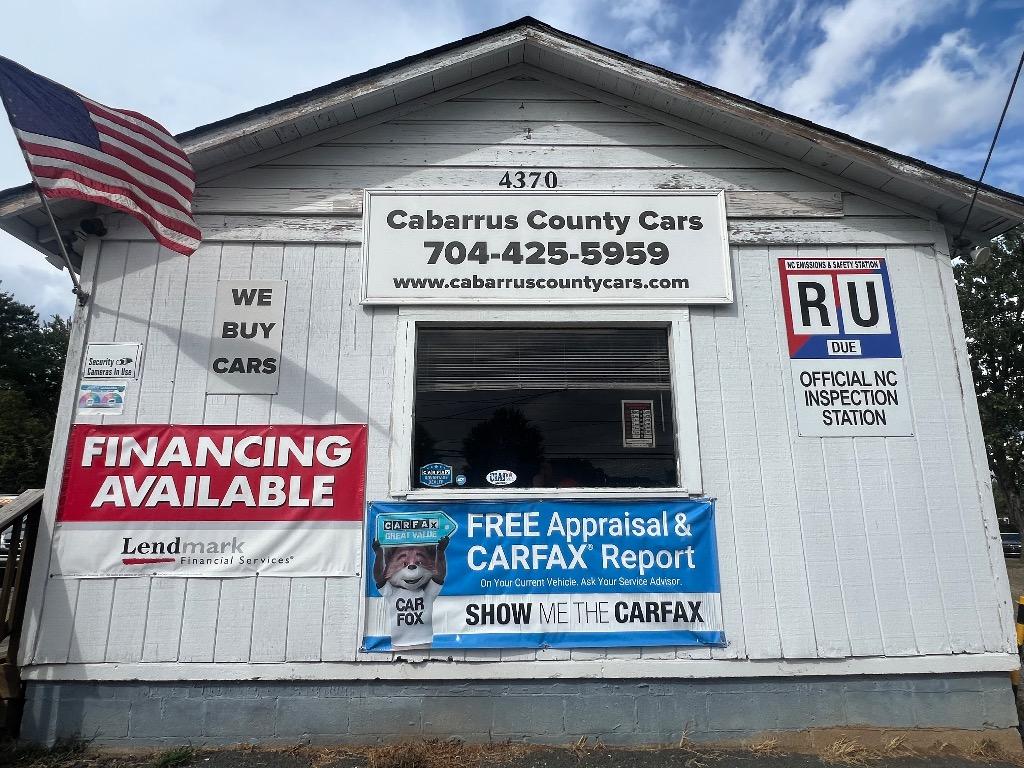 4370
Cabarrus County Cars
704-425-5959
www.cabarruscountycars.com
WE
BUY
CARS
NC EMISSIONS & SAFETY STATION
R U
DUE
OFFICIAL NC
INSPECTION
STATION
Security
Cameras In Use
FINANCING
AVAILABLE
Lendmark
Financial Services®
CARFAX
CARFAX
GREAT VALUE
CAR
FOX
FREE Appraisal &
CARFAX® Report
On Your Current Vehicle. Ask Your Service Advisor.
SHOW ME THE CARFAX